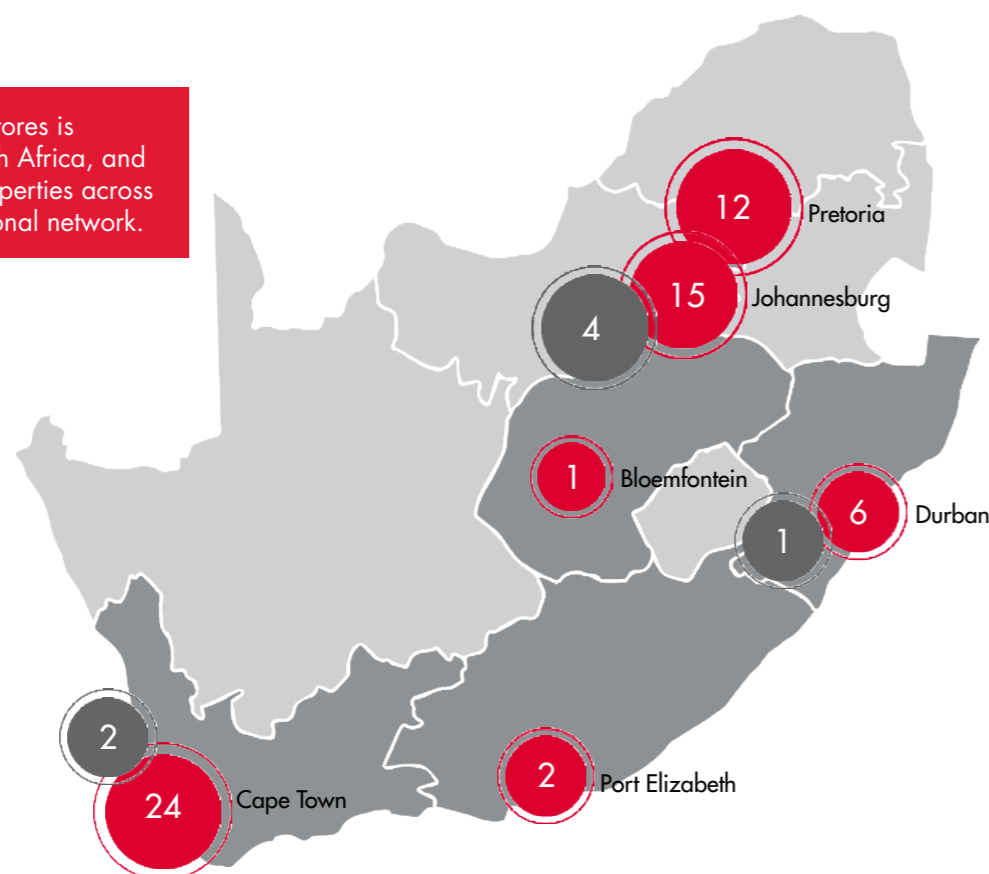 ores is
h Africa, and
perties across
onal network.
12
Pretoria
15
Johannesburg
4
1
Bloemfontein
6
Durban
1
2
24
Cape Town
2
Port Elizabeth